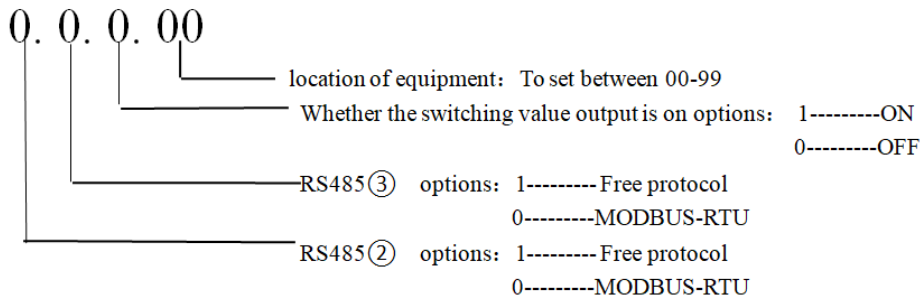 0. 0. 0. 00
location of equipment：To set between 00-99
Whether the switching value output is on options： 1---------ON
0---------OFF
RS485③ options：1---------Free protocol
0---------MODBUS-RTU
RS485② options：1---------Free protocol
0---------MODBUS-RTU